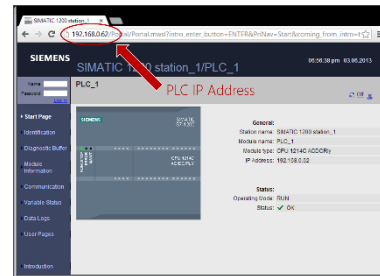 SIMATIC 1200 station_1
192.168.0.62/Portal/Portal.mwsl?intro_enter_button=ENTER&PriNav=Start&coming_from_intro=t
SIEMENS
SIMATIC 1200 station_1/PLC_1
06:56:38 pm 03.06.2013
PLC IP Address
Name
Password
Log in
PLC_1
Off
Start Page
Identification
Diagnostic Buffer
Module
Information
Communication
Variable Status
Data Logs
User Pages
Introduction
SIEMENS
SIMATIC
S7-1200
CPU 1214C
AC/DC/RLY
General:
Station name: SIMATIC 1200 station_1
Module name: PLC_1
Module type: CPU 1214C AC/DC/Rly
IP Address: 192.168.0.62
Status:
Operating Mode: RUN
Status: ✓ OK